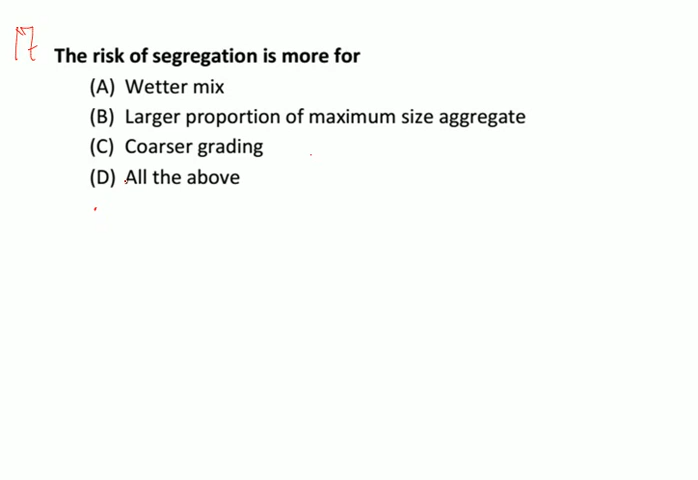 17 The risk of segregation is more for
(A) Wetter mix
(B) Larger proportion of maximum size aggregate
(C) Coarser grading
(D) All the above